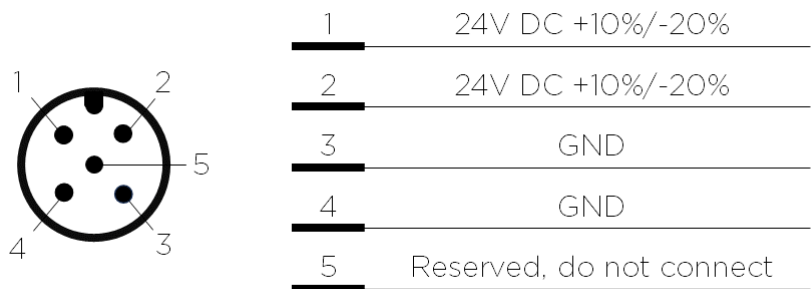 1 2
5
4 3
1 24V DC +10%/-20%
2 24V DC +10%/-20%
3 GND
4 GND
5 Reserved, do not connect